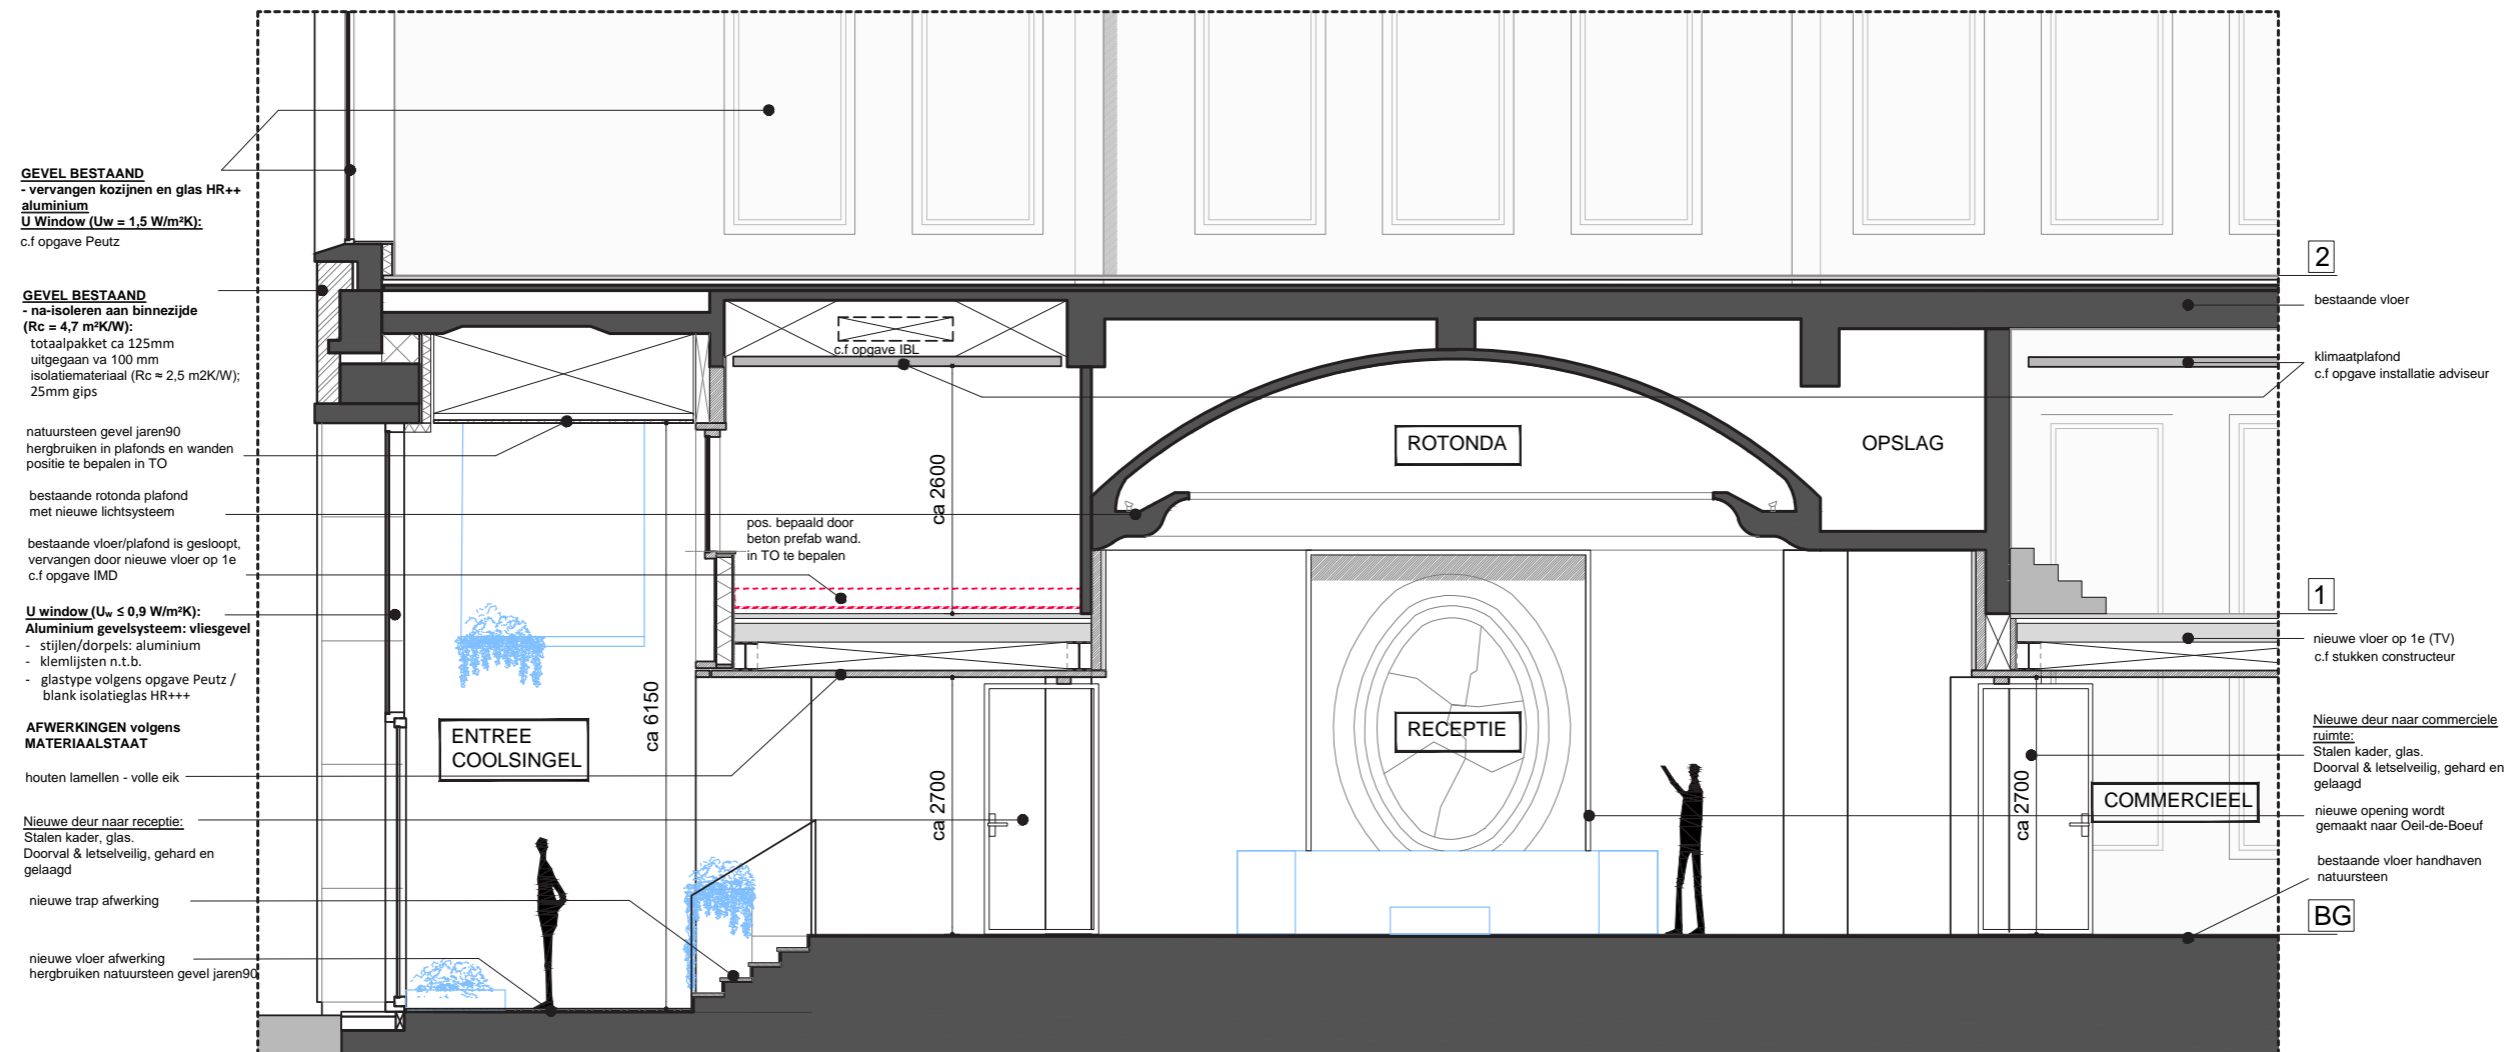 GEVEL BESTAAND
- vervangen kozijnen en glas HR++
aluminium
U Window (Uw = 1,5 W/m²K):
c.f opgave Peutz
GEVEL BESTAAND
- na-isoleren aan binnezijde
(Rc = 4,7 m²K/W):
totaalpakket ca 125mm
uitgegaan va 100 mm
isolatiemateriaal (Rc ≈ 2,5 m2K/W);
25mm gips
natuursteen gevel jaren90
hergbruiken in plafonds en wanden
positie te bepalen in TO
bestaande rotonda plafond
met nieuwe lichtsysteem
bestaande vloer/plafond is gesloopt,
vervangen door nieuwe vloer op 1e
c.f opgave IMD
U window (Uw ≤ 0,9 W/m²K):
Aluminium gevelsysteem: vliesgevel
- stijlen/dorpels: aluminium
- klemlijsten n.t.b.
- glastype volgens opgave Peutz /
blank isolatieglas HR+++
AFWERKINGEN volgens
MATERIAALSTAAT
houten lamellen - volle eik
Nieuwe deur naar receptie:
Stalen kader, glas.
Doorval & letselveilig, gehard en
gelaagd
nieuwe trap afwerking
nieuwe vloer afwerking
hergbruiken natuursteen gevel jaren90
ENTREE
COOLSINGEL
ca 6150
c.f opgave IBL
ca 2600
pos. bepaald door
beton prefab wand.
in TO te bepalen
ca 2700
ROTONDA
OPSLAG
RECEPTIE
ca 2700
COMMERCIEEL
2
bestaande vloer
klimaatplafond
c.f opgave installatie adviseur
1
nieuwe vloer op 1e (TV)
c.f stukken constructeur
Nieuwe deur naar commerciele
ruimte:
Stalen kader, glas.
Doorval & letselveilig, gehard en
gelaagd
nieuwe opening wordt
gemaakt naar Oeil-de-Boeuf
bestaande vloer handhaven
natuursteen
BG